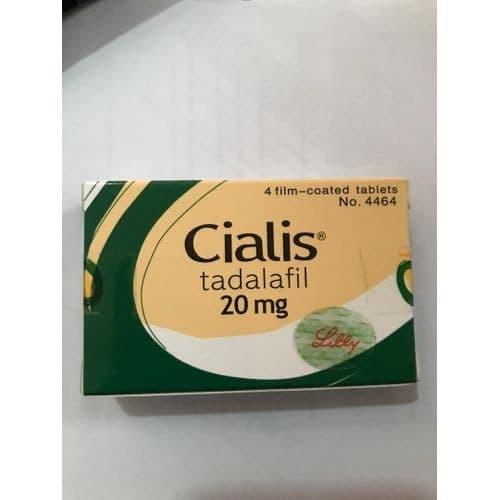 4 film-coated tablets
No. 4464
Cialis®
tadalafil
20 mg
Lilly